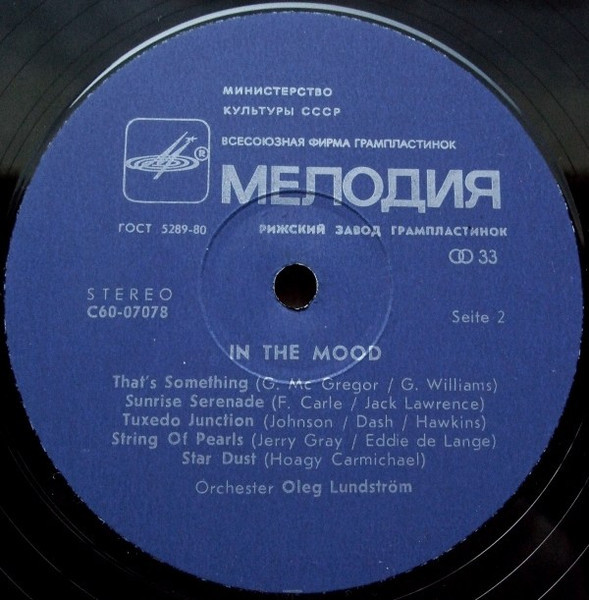 МИНИСТЕРСТВО
КУЛЬТУРЫ СССР
ВСЕСОЮЗНАЯ ФИРМА ГРАМПЛАСТИНОК
®
МЕЛОДИЯ
ГОСТ 5289-80
РИЖСКИЙ ЗАВОД ГРАМПЛАСТИНОК
33
STEREO
C60-07078
Seite 2
IN THE MOOD
That's Something (G. Mc Gregor / G. Williams)
Sunrise Serenade (F. Carle / Jack Lawrence)
Tuxedo Junction (Johnson / Dash / Hawkins)
String Of Pearls (Jerry Gray / Eddie de Lange)
Star Dust (Hoagy Carmichael)
Orchester Oleg Lundström